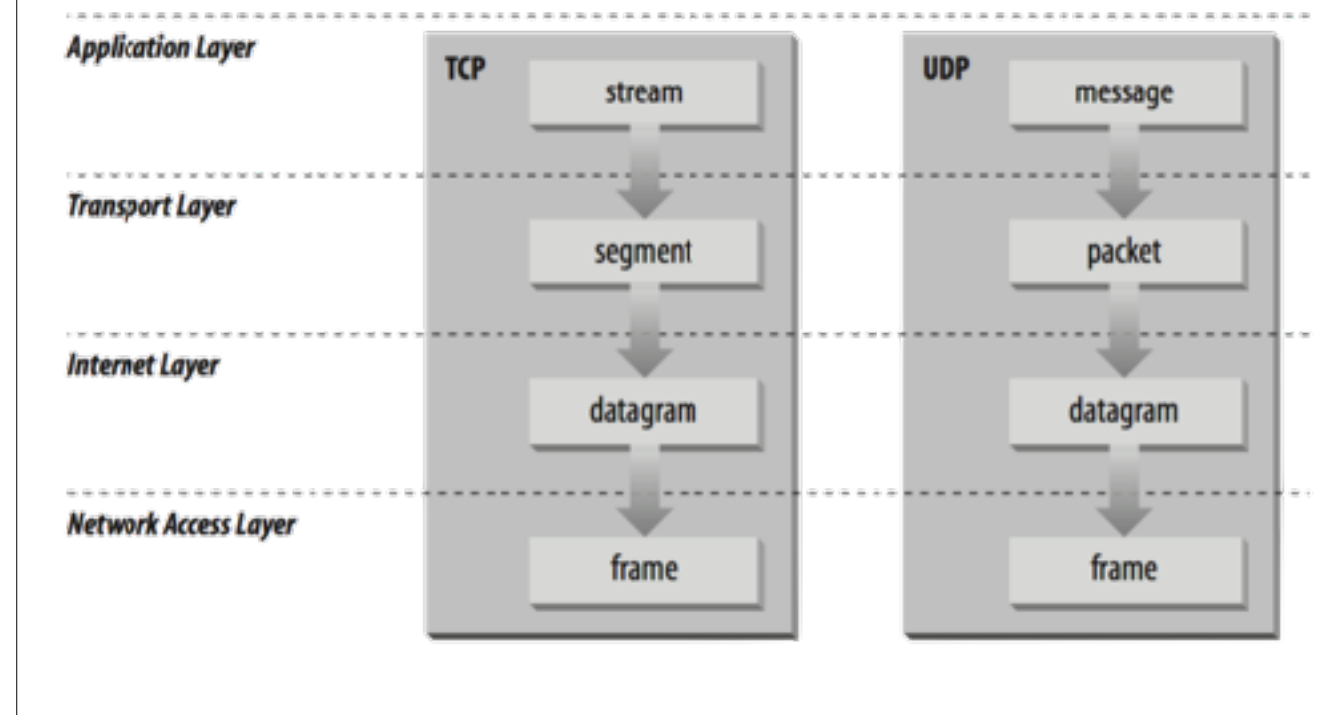 Application Layer
TCP
stream
UDP
message
Transport Layer
segment
packet
Internet Layer
datagram
datagram
Network Access Layer
frame
frame